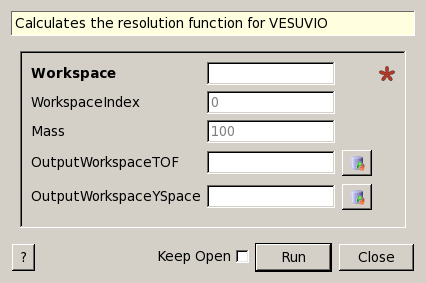 Calculates the resolution function for VESUVIO
Workspace
WorkspaceIndex 0
Mass 100
OutputWorkspaceTOF
OutputWorkspaceYSpace
? Keep Open Run Close